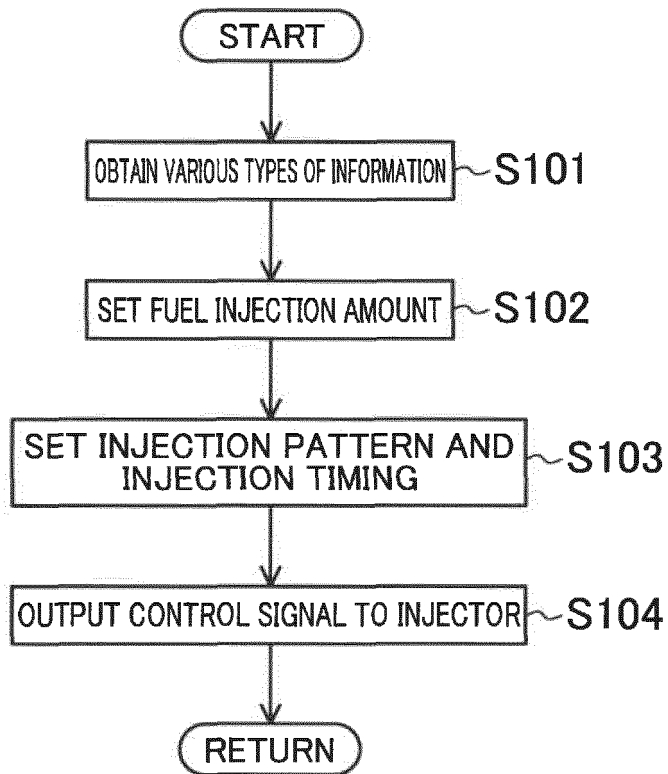 START
OBTAIN VARIOUS TYPES OF INFORMATION
S101
SET FUEL INJECTION AMOUNT
S102
SET INJECTION PATTERN AND
INJECTION TIMING
S103
OUTPUT CONTROL SIGNAL TO INJECTOR
S104
RETURN